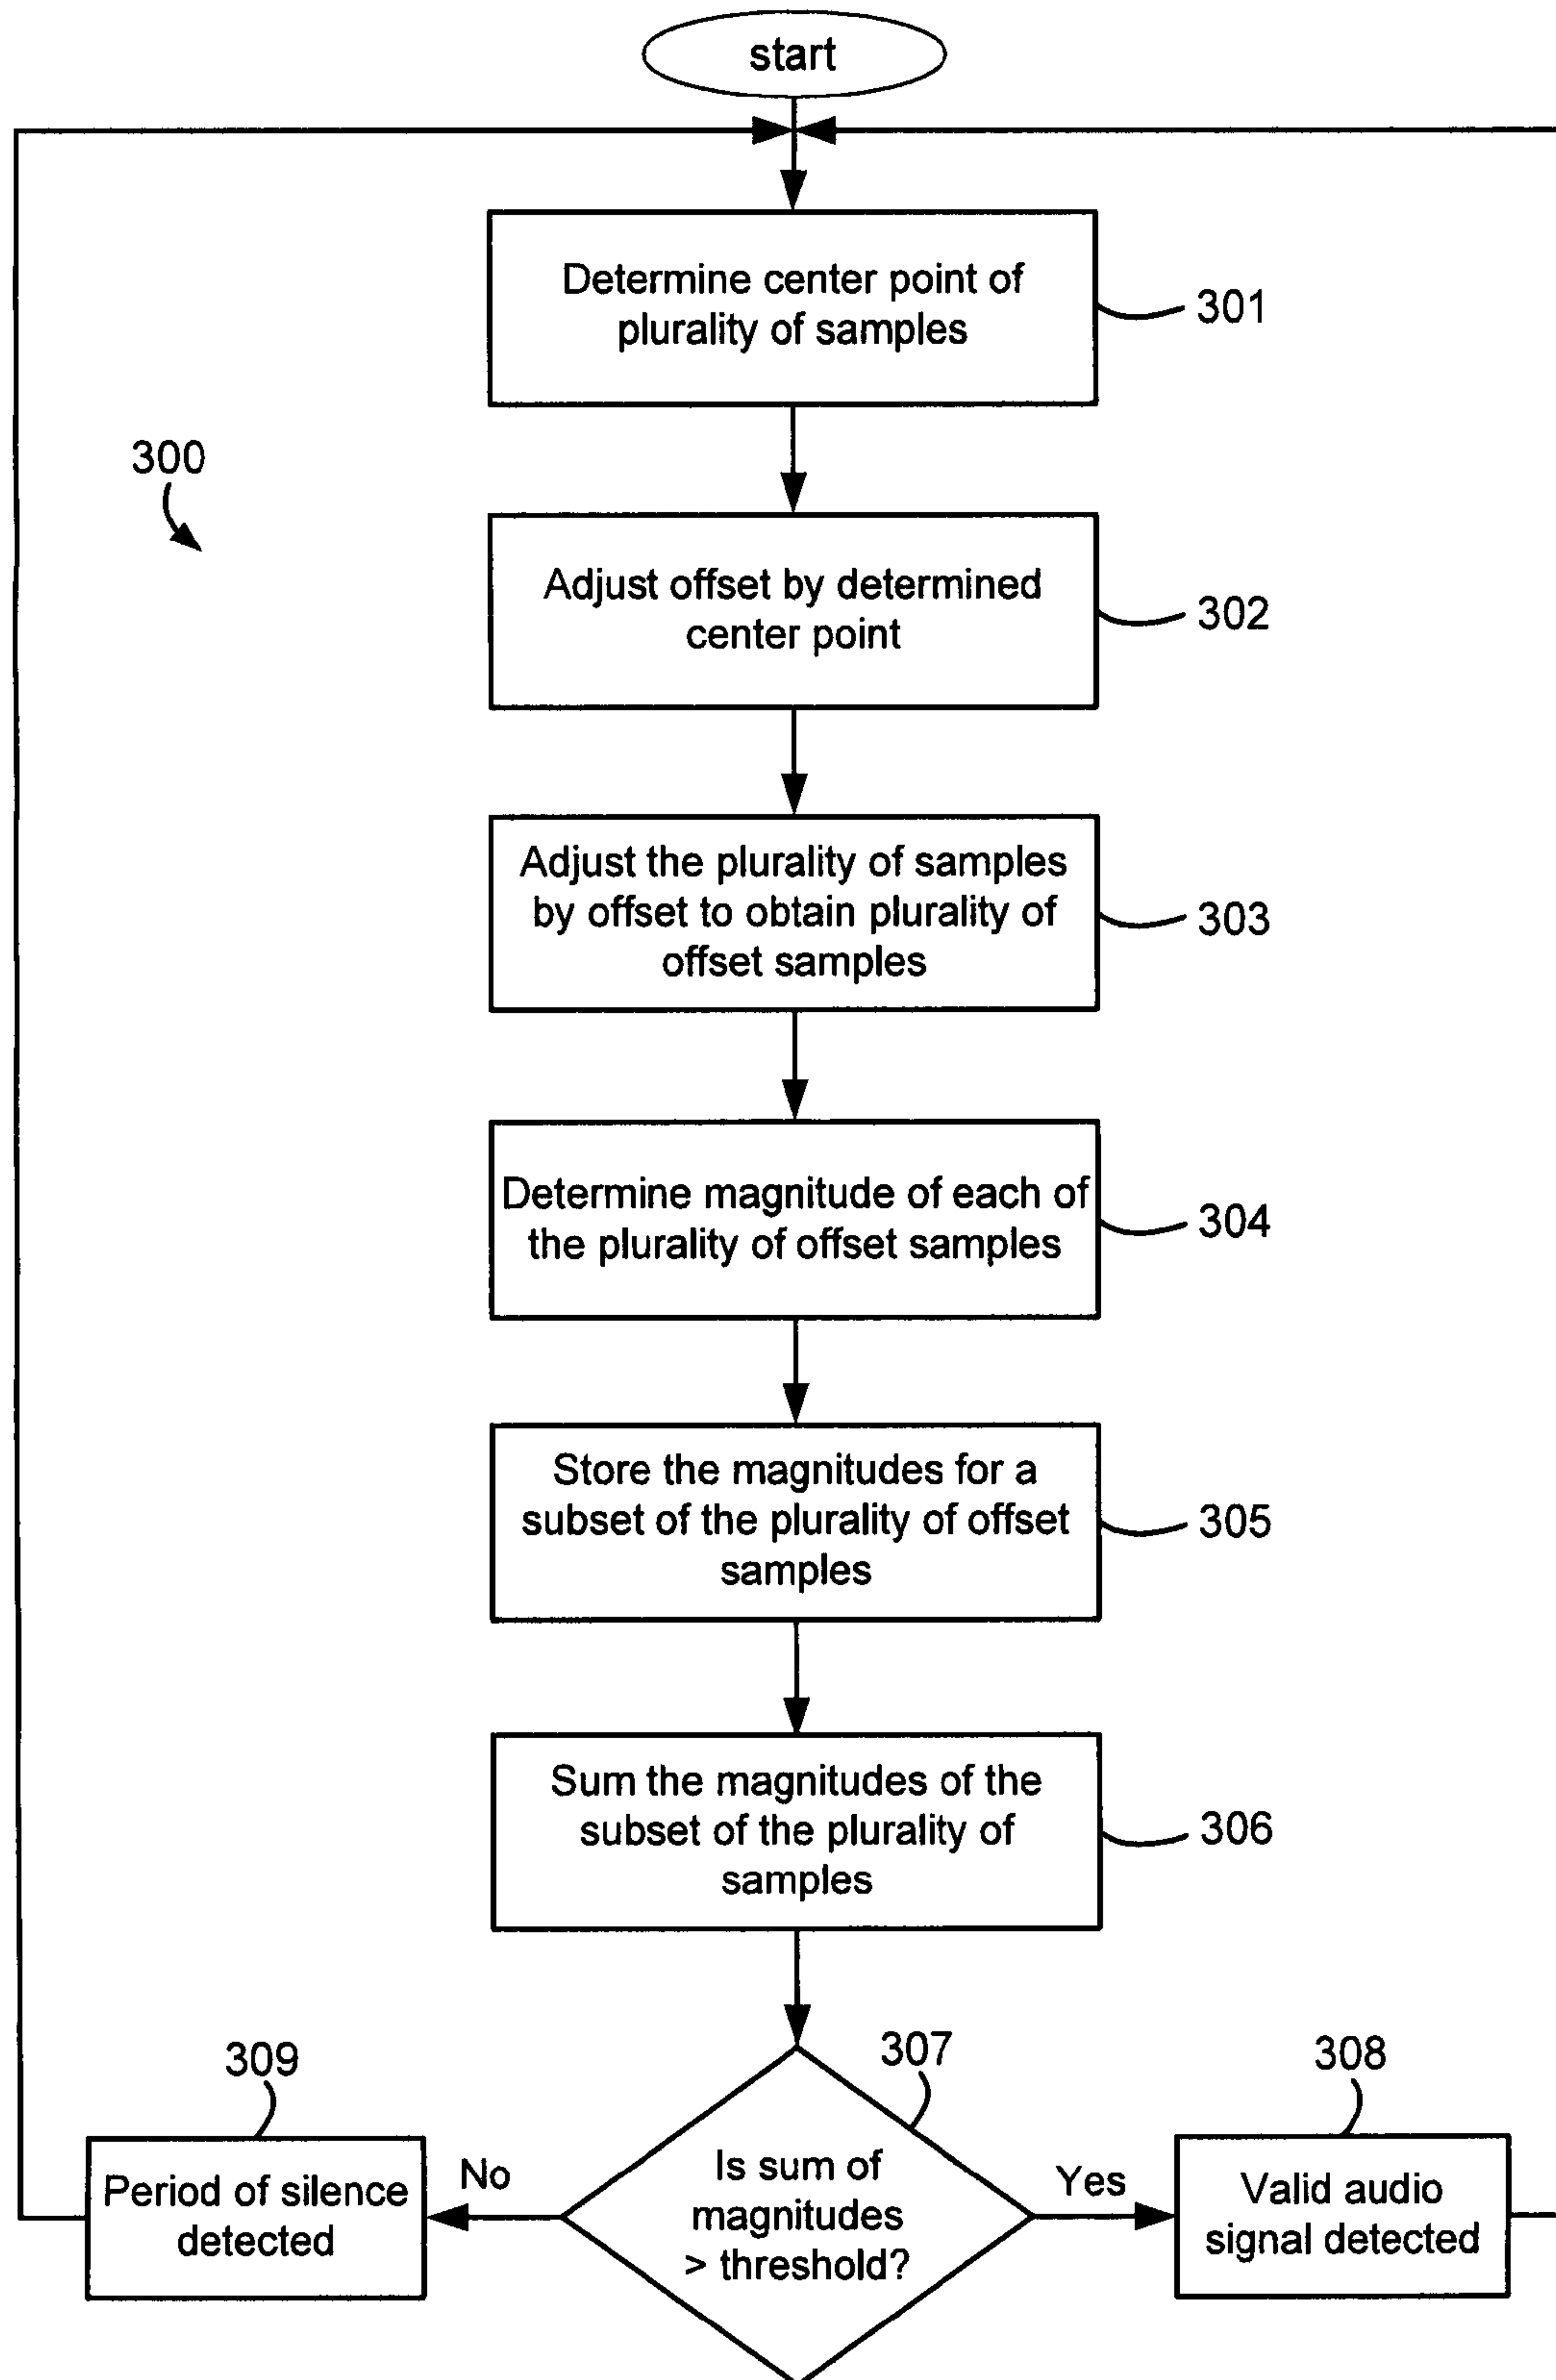 start
Determine center point of
plurality of samples
301
300
Adjust offset by determined
center point
302
Adjust the plurality of samples
by offset to obtain plurality of
offset samples
303
Determine magnitude of each of
the plurality of offset samples
304
Store the magnitudes for a
subset of the plurality of offset
samples
305
Sum the magnitudes of the
subset of the plurality of
samples
306
309
307
308
Period of silence
detected
No
Is sum of
magnitudes
> threshold?
Yes
Valid audio
signal detected